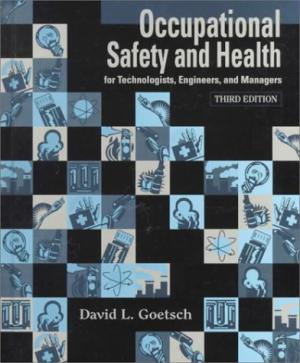 Occupational
Safety and Health
for Technologists, Engineers, and Managers
THIRD EDITION
David L. Goetsch